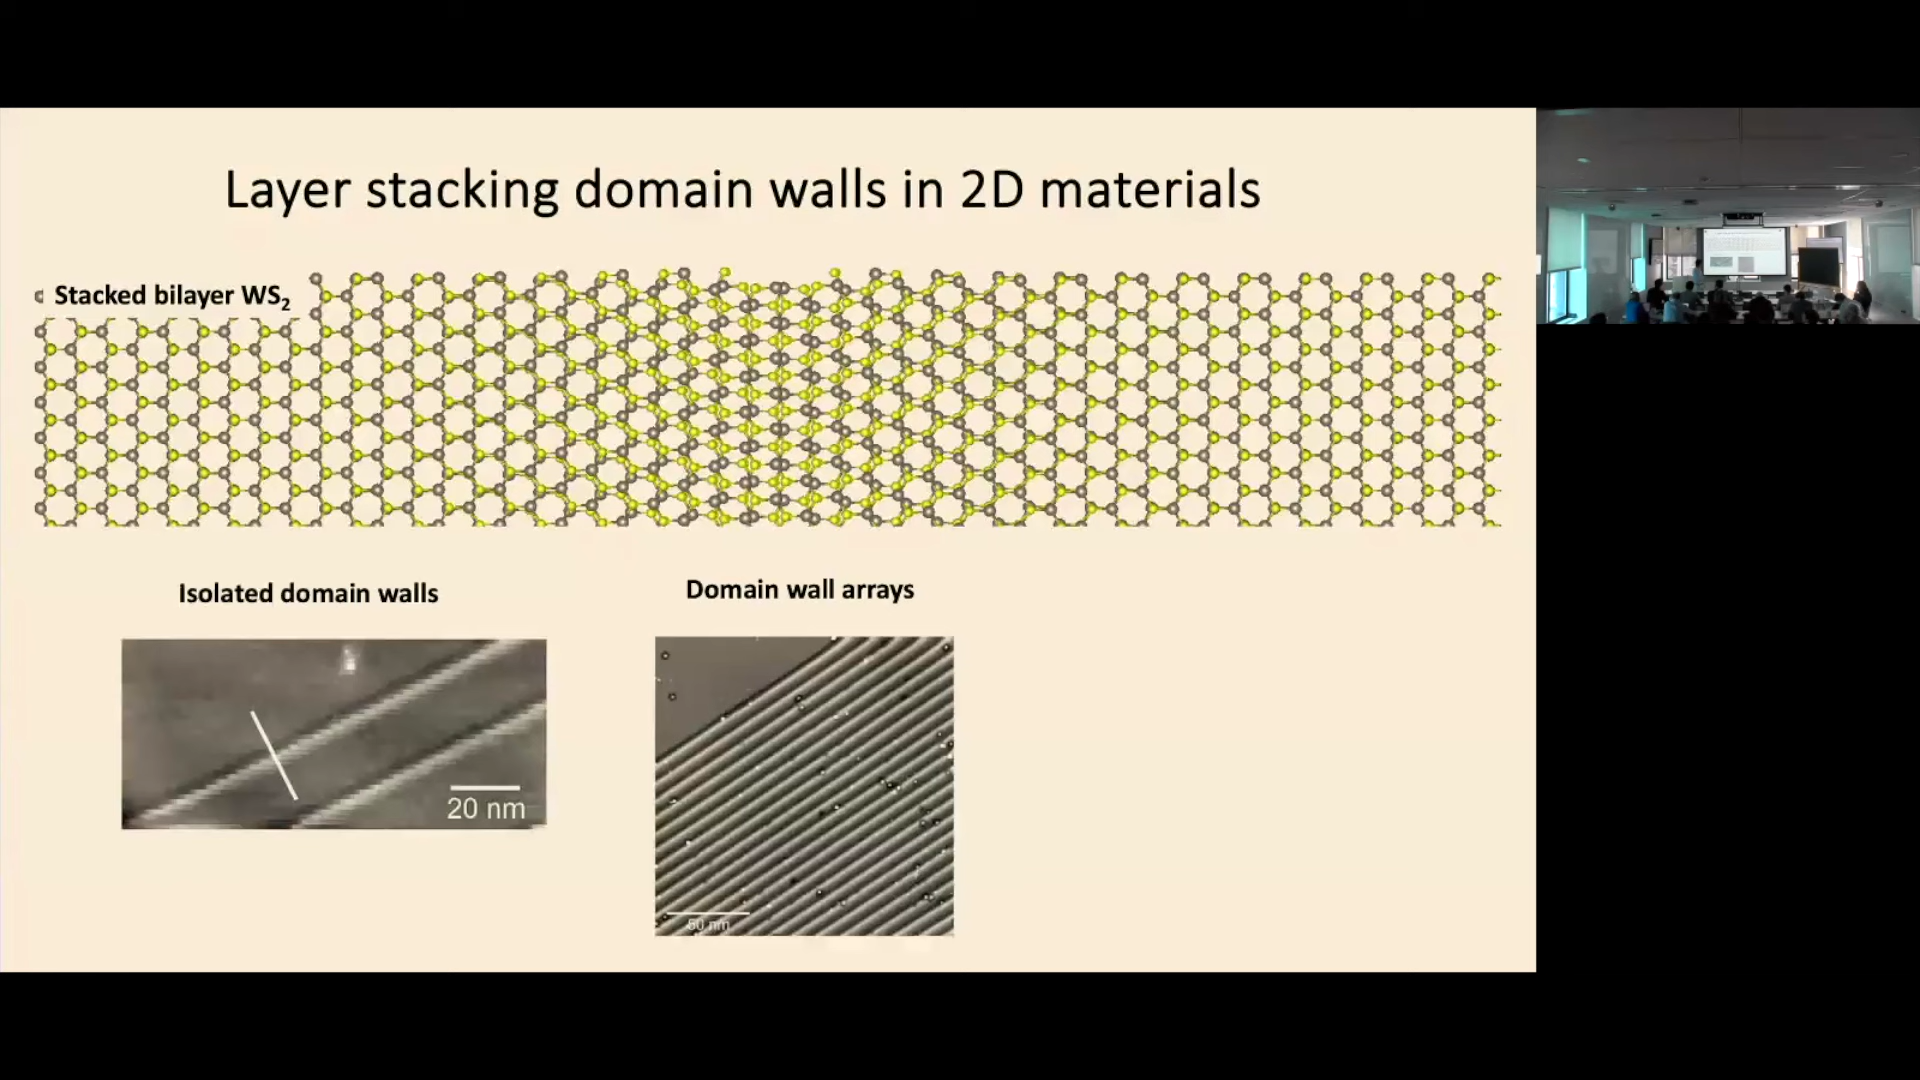 Layer stacking domain walls in 2D materials
Stacked bilayer WS₂
Isolated domain walls
Domain wall arrays
20 nm
50 nm